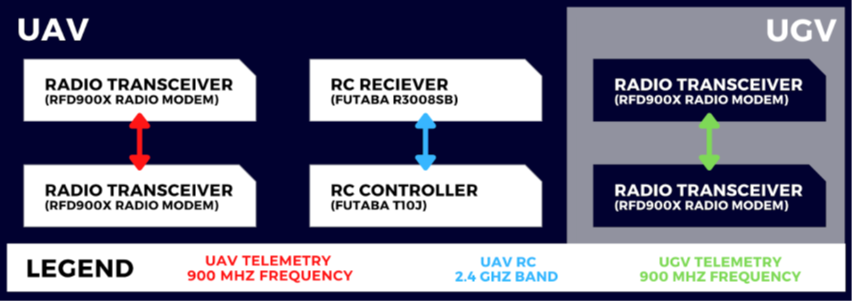 UAV
UGV
RADIO TRANSCEIVER
(RFD900X RADIO MODEM)
RC RECIEVER
(FUTABA R3008SB)
RADIO TRANSCEIVER
(RFD900X RADIO MODEM)
RADIO TRANSCEIVER
(RFD900X RADIO MODEM)
RC CONTROLLER
(FUTABA T10J)
RADIO TRANSCEIVER
(RFD900X RADIO MODEM)
LEGEND
UAV TELEMETRY
900 MHZ FREQUENCY
UAV RC
2.4 GHZ BAND
UGV TELEMETRY
900 MHZ FREQUENCY